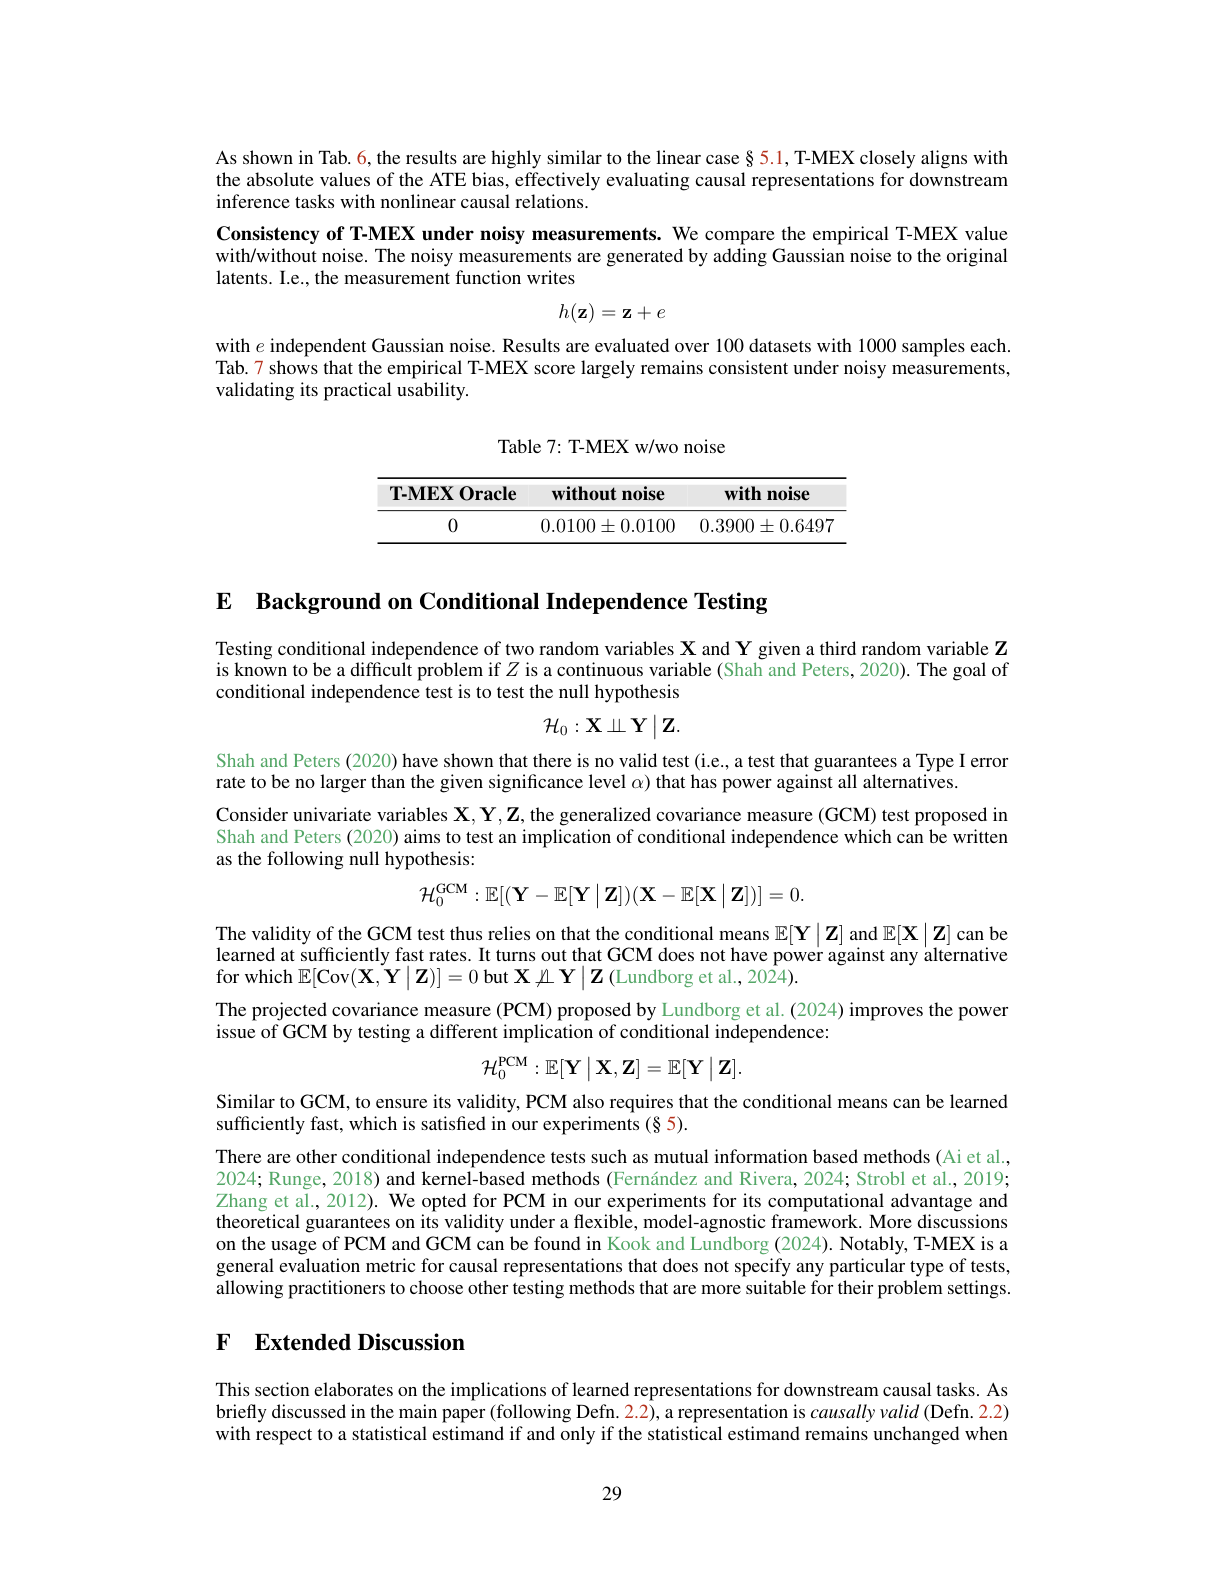 As shown in Tab. 6, the results are highly similar to the linear case § 5.1, T-MEX closely aligns with
the absolute values of the ATE bias, effectively evaluating causal representations for downstream
inference tasks with nonlinear causal relations.
Consistency of T-MEX under noisy measurements. We compare the empirical T-MEX value
with/without noise. The noisy measurements are generated by adding Gaussian noise to the original
latents. I.e., the measurement function writes
h(z) = z + e
with e independent Gaussian noise. Results are evaluated over 100 datasets with 1000 samples each.
Tab. 7 shows that the empirical T-MEX score largely remains consistent under noisy measurements,
validating its practical usability.
Table 7: T-MEX w/wo noise
T-MEX Oracle without noise with noise
0 0.0100 ± 0.0100 0.3900 ± 0.6497
E Background on Conditional Independence Testing
Testing conditional independence of two random variables X and Y given a third random variable Z
is known to be a difficult problem if Z is a continuous variable (Shah and Peters, 2020). The goal of
conditional independence test is to test the null hypothesis
ℋ₀ : X ⫫ Y | Z.
Shah and Peters (2020) have shown that there is no valid test (i.e., a test that guarantees a Type I error
rate to be no larger than the given significance level α) that has power against all alternatives.
Consider univariate variables X, Y, Z, the generalized covariance measure (GCM) test proposed in
Shah and Peters (2020) aims to test an implication of conditional independence which can be written
as the following null hypothesis:
ℋ₀^GCM : 𝔼[(Y − 𝔼[Y | Z])(X − 𝔼[X | Z])] = 0.
The validity of the GCM test thus relies on that the conditional means 𝔼[Y | Z] and 𝔼[X | Z] can be
learned at sufficiently fast rates. It turns out that GCM does not have power against any alternative
for which 𝔼[Cov(X, Y | Z)] = 0 but X ⫫̸ Y | Z (Lundborg et al., 2024).
The projected covariance measure (PCM) proposed by Lundborg et al. (2024) improves the power
issue of GCM by testing a different implication of conditional independence:
ℋ₀^PCM : 𝔼[Y | X, Z] = 𝔼[Y | Z].
Similar to GCM, to ensure its validity, PCM also requires that the conditional means can be learned
sufficiently fast, which is satisfied in our experiments (§ 5).
There are other conditional independence tests such as mutual information based methods (Ai et al.,
2024; Runge, 2018) and kernel-based methods (Fernández and Rivera, 2024; Strobl et al., 2019;
Zhang et al., 2012). We opted for PCM in our experiments for its computational advantage and
theoretical guarantees on its validity under a flexible, model-agnostic framework. More discussions
on the usage of PCM and GCM can be found in Kook and Lundborg (2024). Notably, T-MEX is a
general evaluation metric for causal representations that does not specify any particular type of tests,
allowing practitioners to choose other testing methods that are more suitable for their problem settings.
F Extended Discussion
This section elaborates on the implications of learned representations for downstream causal tasks. As
briefly discussed in the main paper (following Defn. 2.2), a representation is causally valid (Defn. 2.2)
with respect to a statistical estimand if and only if the statistical estimand remains unchanged when
29